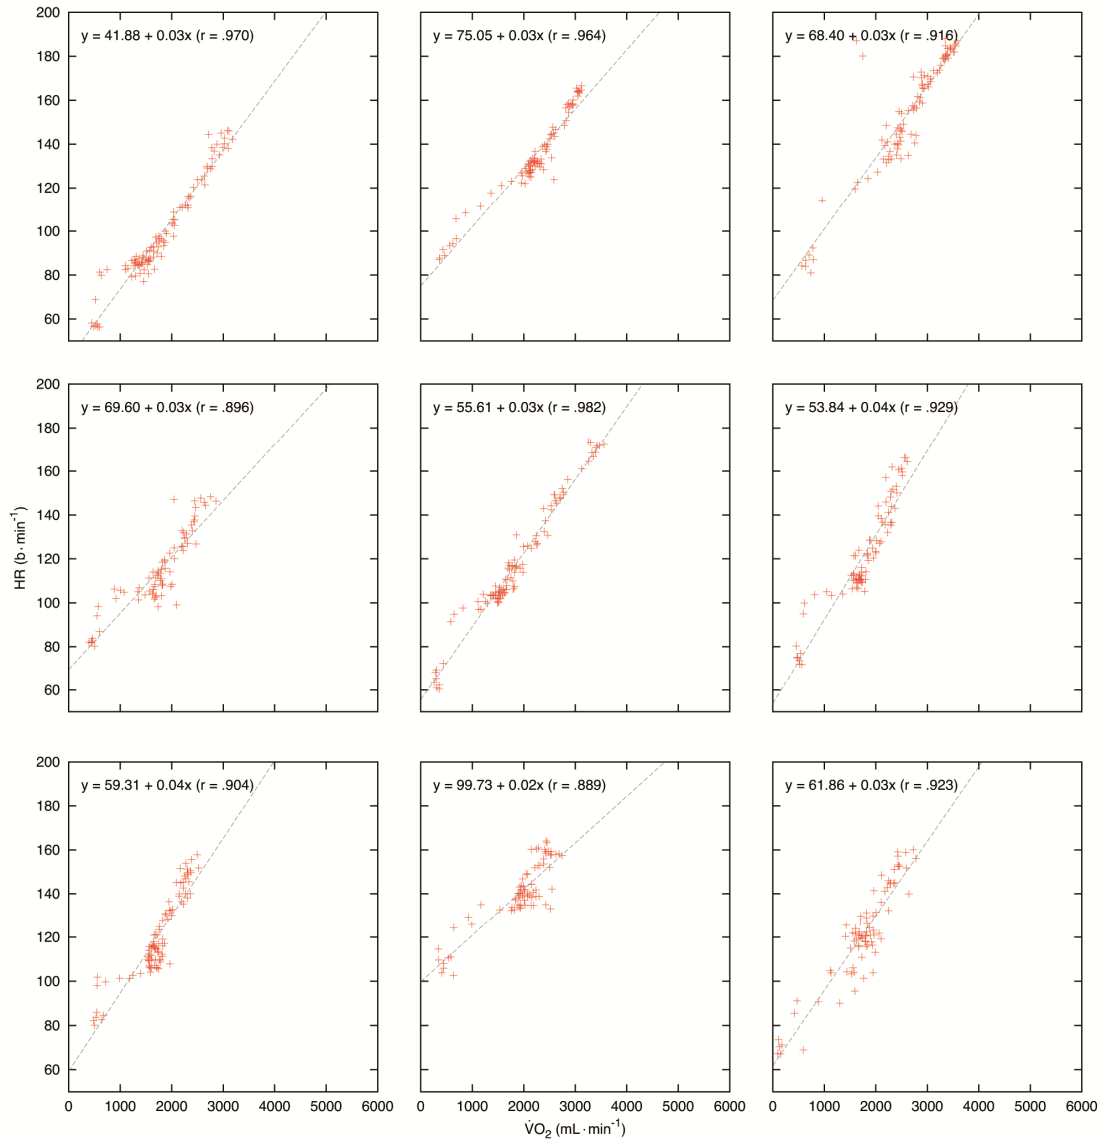 y = 41.88 + 0.03x (r = .970)
y = 75.05 + 0.03x (r = .964)
y = 68.40 + 0.03x (r = .916)
200
180
160
140
120
100
80
60
y = 69.60 + 0.03x (r = .896)
y = 55.61 + 0.03x (r = .982)
y = 53.84 + 0.04x (r = .929)
200
180
160
140
120
100
80
60
HR (b·min⁻¹)
y = 59.31 + 0.04x (r = .904)
y = 99.73 + 0.02x (r = .889)
y = 61.86 + 0.03x (r = .923)
200
180
160
140
120
100
80
60
0 1000 2000 3000 4000 5000 6000
0 1000 2000 3000 4000 5000 6000
0 1000 2000 3000 4000 5000 6000
V̇O₂ (mL·min⁻¹)